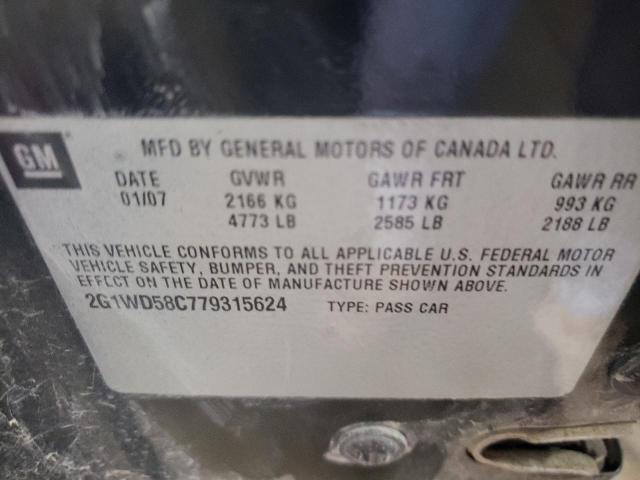 GM
MFD BY GENERAL MOTORS OF CANADA LTD.
DATE GVWR GAWR FRT GAWR RR
01/07 2166 KG 1173 KG 993 KG
4773 LB 2585 LB 2188 LB
THIS VEHICLE CONFORMS TO ALL APPLICABLE U.S. FEDERAL MOTOR
VEHICLE SAFETY, BUMPER, AND THEFT PREVENTION STANDARDS IN
EFFECT ON THE DATE OF MANUFACTURE SHOWN ABOVE.
2G1WD58C779315624 TYPE: PASS CAR